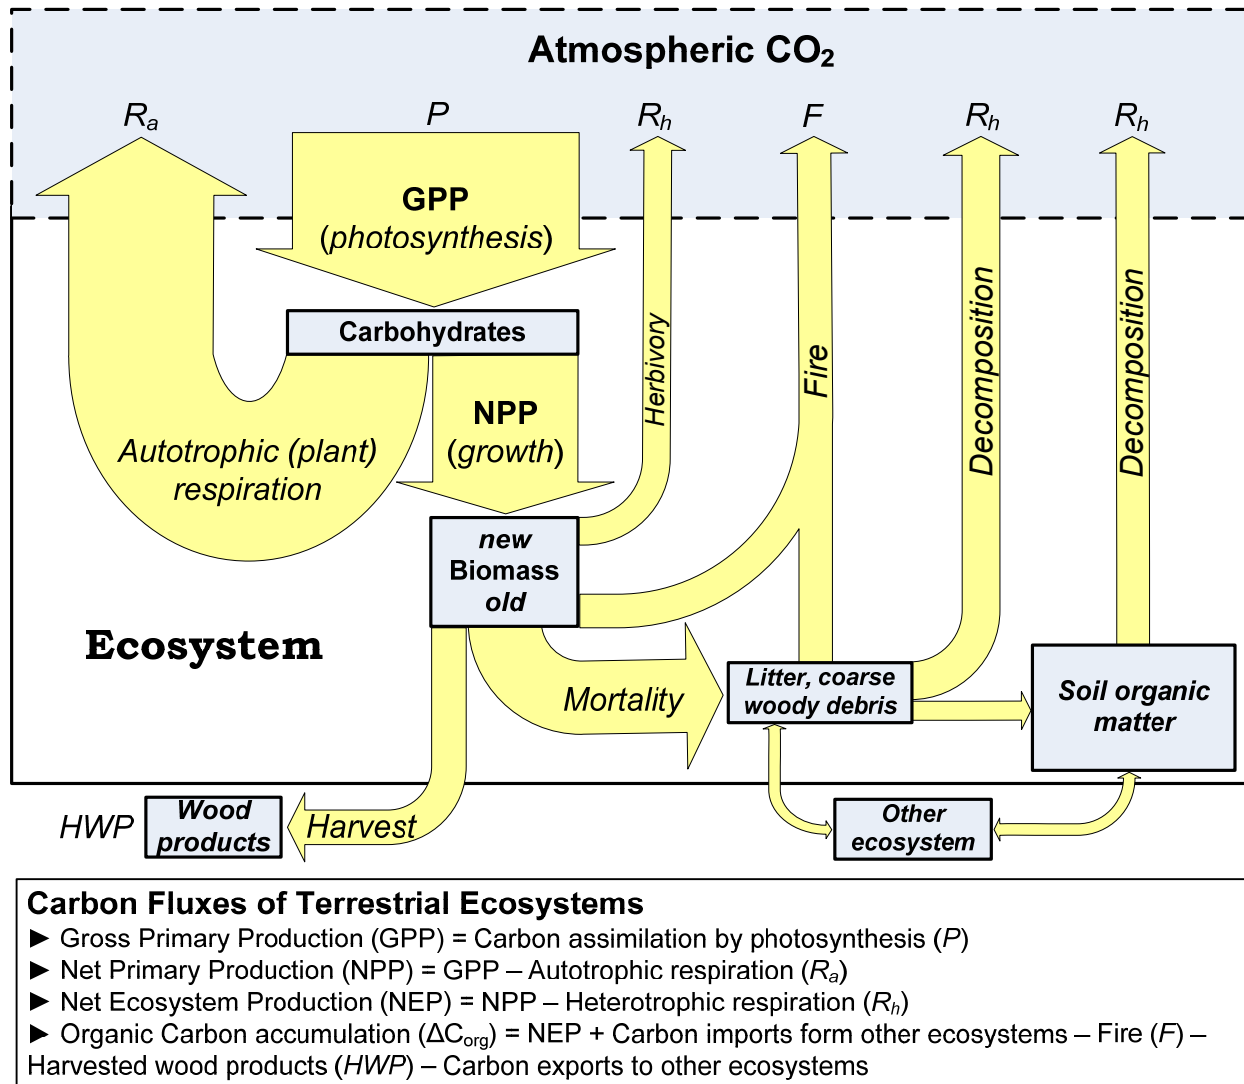 Atmospheric CO₂
Rₐ
P
Rₕ
F
Rₕ
Rₕ
GPP
(photosynthesis)
Carbohydrates
NPP
(growth)
Autotrophic (plant)
respiration
Herbivory
Fire
Decomposition
Decomposition
new
Biomass
old
Ecosystem
Mortality
Litter, coarse
woody debris
Soil organic
matter
HWP
Wood
products
Harvest
Other
ecosystem
Carbon Fluxes of Terrestrial Ecosystems
► Gross Primary Production (GPP) = Carbon assimilation by photosynthesis (P)
► Net Primary Production (NPP) = GPP – Autotrophic respiration (Rₐ)
► Net Ecosystem Production (NEP) = NPP – Heterotrophic respiration (Rₕ)
► Organic Carbon accumulation (ΔC_org) = NEP + Carbon imports form other ecosystems – Fire (F) –
Harvested wood products (HWP) – Carbon exports to other ecosystems